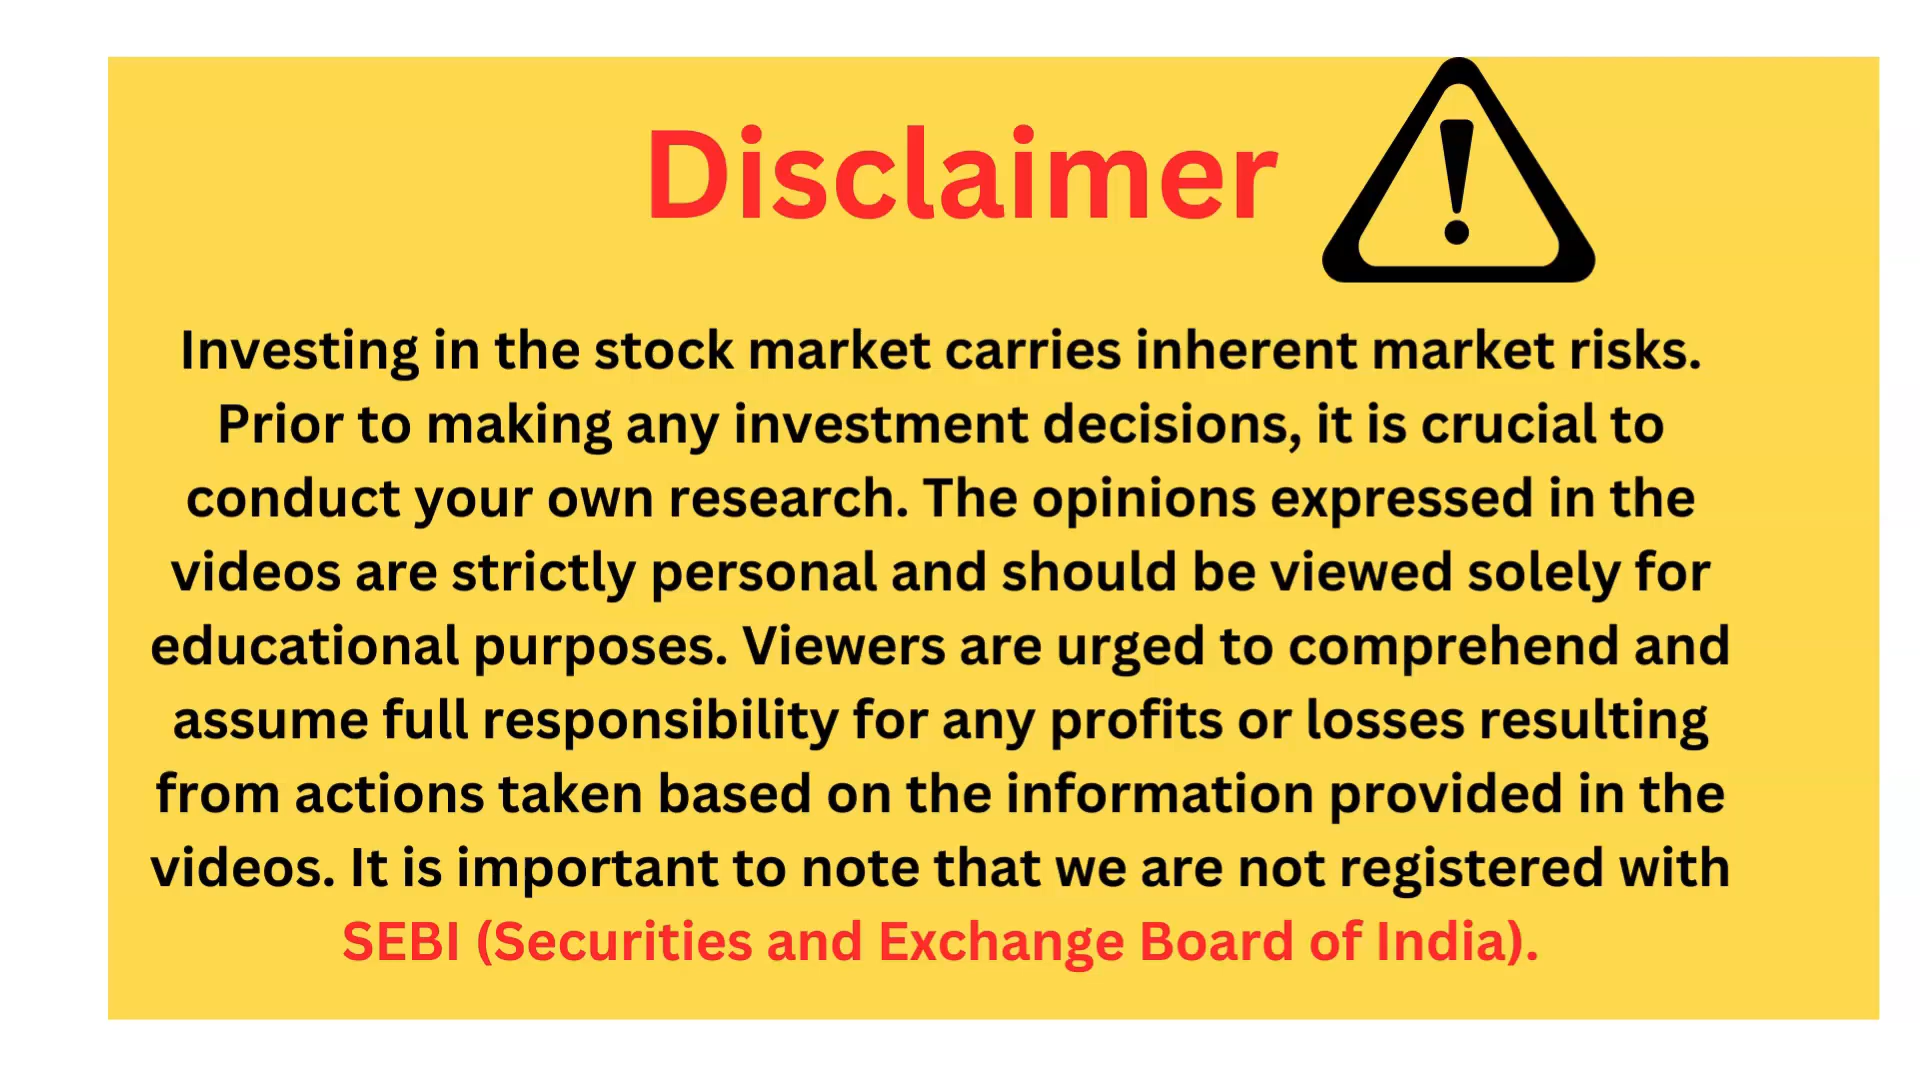 Disclaimer
Investing in the stock market carries inherent market risks.
Prior to making any investment decisions, it is crucial to
conduct your own research. The opinions expressed in the
videos are strictly personal and should be viewed solely for
educational purposes. Viewers are urged to comprehend and
assume full responsibility for any profits or losses resulting
from actions taken based on the information provided in the
videos. It is important to note that we are not registered with
SEBI (Securities and Exchange Board of India).